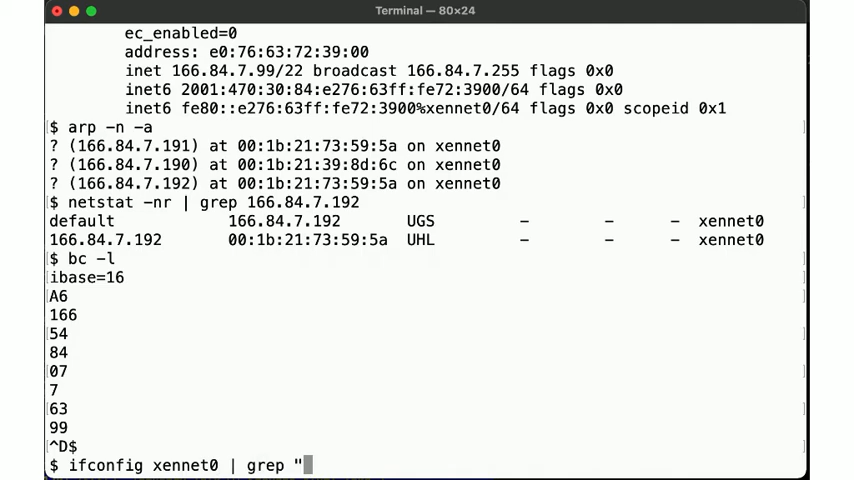 Terminal — 80×24
ec_enabled=0
address: e0:76:63:72:39:00
inet 166.84.7.99/22 broadcast 166.84.7.255 flags 0x0
inet6 2001:470:30:84:e276:63ff:fe72:3900/64 flags 0x0
inet6 fe80::e276:63ff:fe72:3900%xennet0/64 flags 0x0 scopeid 0x1
$ arp -n -a
? (166.84.7.191) at 00:1b:21:73:59:5a on xennet0
? (166.84.7.190) at 00:1b:21:39:8d:6c on xennet0
? (166.84.7.192) at 00:1b:21:73:59:5a on xennet0
$ netstat -nr | grep 166.84.7.192
default 166.84.7.192 UGS - - - xennet0
166.84.7.192 00:1b:21:73:59:5a UHL - - - xennet0
$ bc -l
ibase=16
A6
166
54
84
07
7
63
99
^D$
$ ifconfig xennet0 | grep "